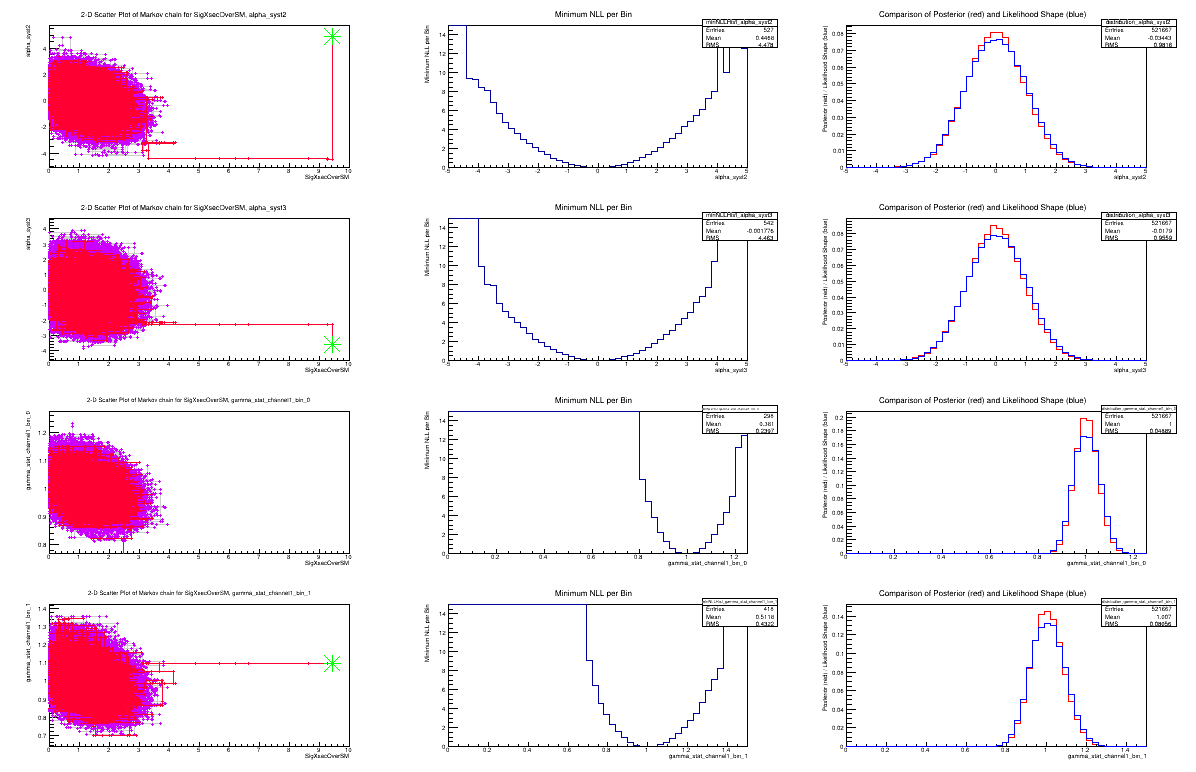 2-D Scatter Plot of Markov chain for SigXsecOverSM, alpha_syst2
alpha_syst2
SigXsecOverSM
Minimum NLL per Bin
Minimum NLL per Bin
alpha_syst2
minNLLHist_alpha_syst2
Entries 527
Mean 0.4468
RMS 4.478
Comparison of Posterior (red) and Likelihood Shape (blue)
Posterior (red) / Likelihood Shape (blue)
alpha_syst2
distribution_alpha_syst2
Entries 521667
Mean -0.03443
RMS 0.9816
2-D Scatter Plot of Markov chain for SigXsecOverSM, alpha_syst3
alpha_syst3
SigXsecOverSM
Minimum NLL per Bin
Minimum NLL per Bin
alpha_syst3
minNLLHist_alpha_syst3
Entries 542
Mean -0.001776
RMS 4.463
Comparison of Posterior (red) and Likelihood Shape (blue)
Posterior (red) / Likelihood Shape (blue)
alpha_syst3
distribution_alpha_syst3
Entries 521667
Mean -0.0179
RMS 0.9559
2-D Scatter Plot of Markov chain for SigXsecOverSM, gamma_stat_channel1_bin_0
gamma_stat_channel1_bin_0
SigXsecOverSM
Minimum NLL per Bin
Minimum NLL per Bin
gamma_stat_channel1_bin_0
Entries 298
Mean 0.361
RMS 0.2397
Comparison of Posterior (red) and Likelihood Shape (blue)
Posterior (red) / Likelihood Shape (blue)
gamma_stat_channel1_bin_0
distribution_gamma_stat_channel1_bin_0
Entries 521667
Mean 1
RMS 0.04889
2-D Scatter Plot of Markov chain for SigXsecOverSM, gamma_stat_channel1_bin_1
gamma_stat_channel1_bin_1
SigXsecOverSM
Minimum NLL per Bin
Minimum NLL per Bin
gamma_stat_channel1_bin_1
Entries 418
Mean 0.5116
RMS 0.4322
Comparison of Posterior (red) and Likelihood Shape (blue)
Posterior (red) / Likelihood Shape (blue)
gamma_stat_channel1_bin_1
distribution_gamma_stat_channel1_bin_1
Entries 521667
Mean 1.007
RMS 0.08056